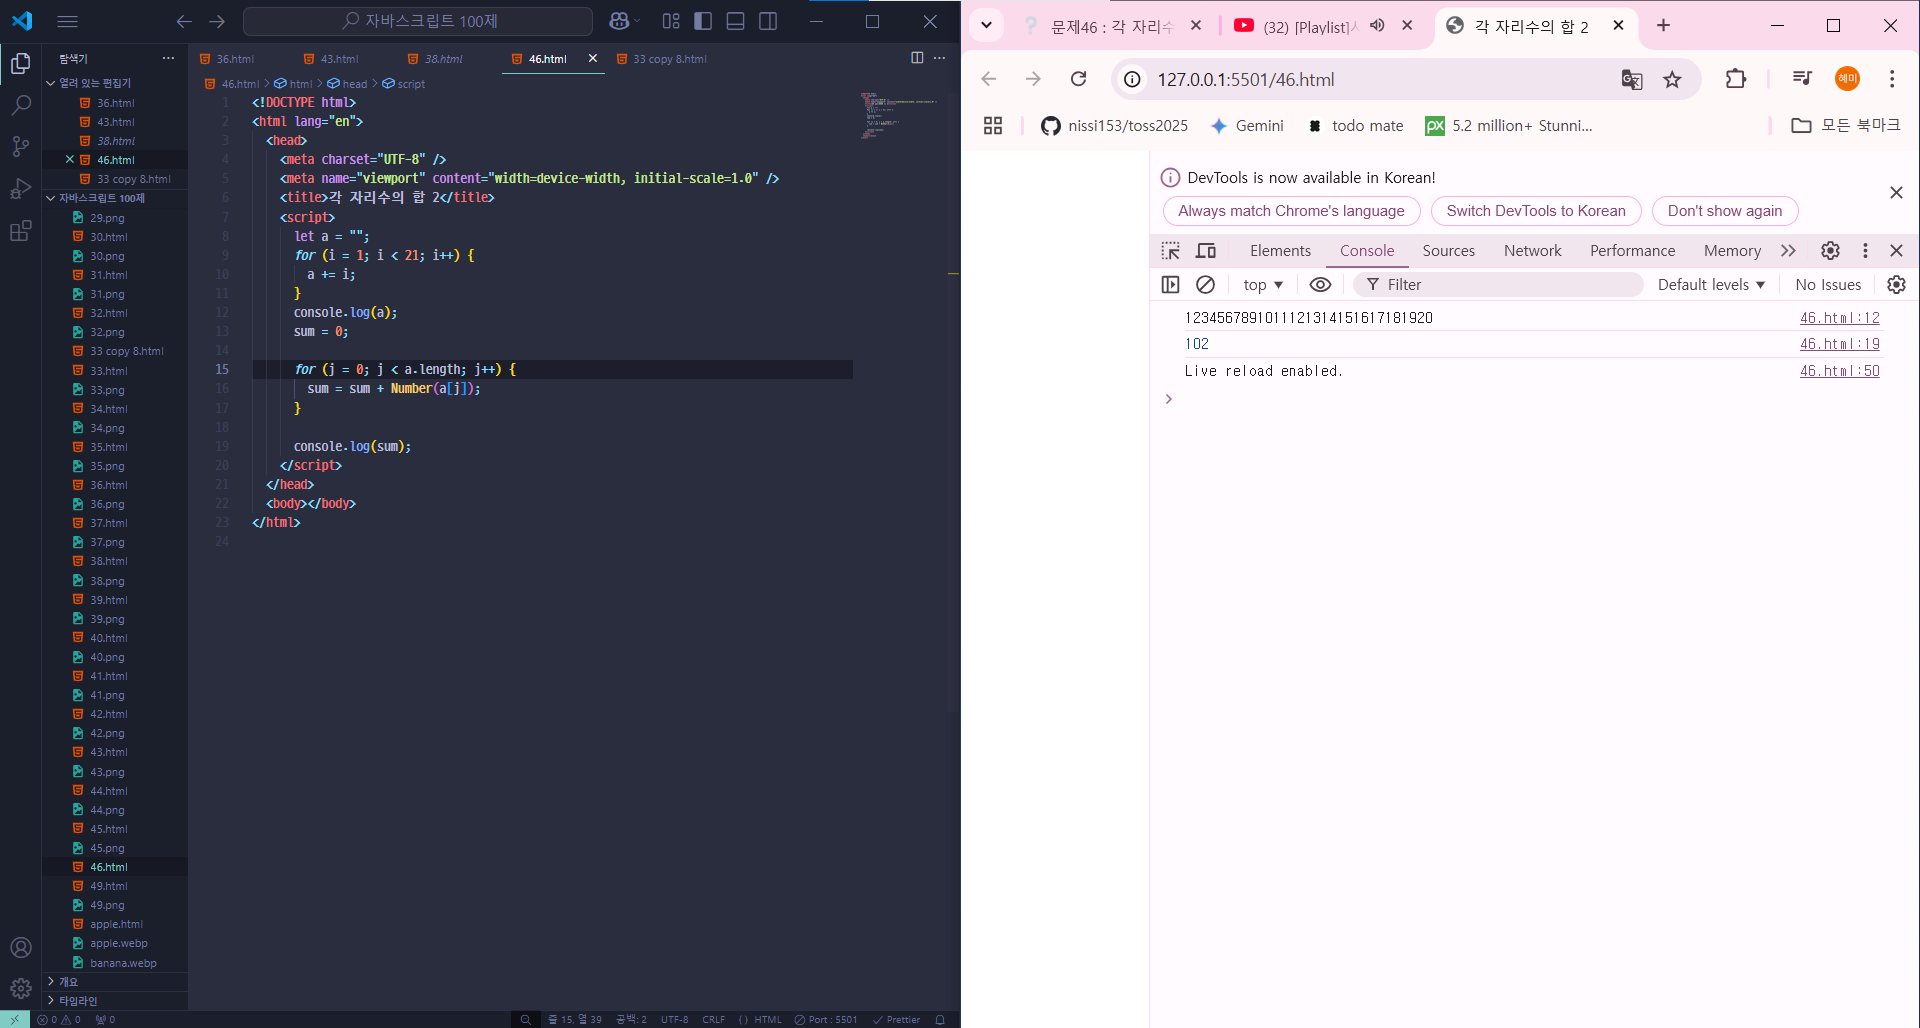 자바스크립트 100제
탐색기
열려 있는 편집기
36.html
43.html
38.html
46.html
33 copy 8.html
자바스크립트 100제
29.png
30.html
30.png
31.html
31.png
32.html
32.png
33 copy 8.html
33.html
33.png
34.html
34.png
35.html
35.png
36.html
36.png
37.html
37.png
38.html
38.png
39.html
39.png
40.html
40.png
41.html
41.png
42.html
42.png
43.html
43.png
44.html
44.png
45.html
45.png
46.html
49.html
49.png
apple.html
apple.webp
banana.webp
개요
타임라인
36.html 43.html 38.html 46.html 33 copy 8.html
46.html > html > head > script
1 <!DOCTYPE html>
2 <html lang="en">
3 <head>
4 <meta charset="UTF-8" />
5 <meta name="viewport" content="width=device-width, initial-scale=1.0" />
6 <title>각 자리수의 합 2</title>
7 <script>
8 let a = "";
9 for (i = 1; i < 21; i++) {
10 a += i;
11 }
12 console.log(a);
13 sum = 0;
14
15 for (j = 0; j < a.length; j++) {
16 sum = sum + Number(a[j]);
17 }
18
19 console.log(sum);
20 </script>
21 </head>
22 <body></body>
23 </html>
24
0 0 0
줄 15, 열 39 공백: 2 UTF-8 CRLF {} HTML Port : 5501 Prettier
문제46 : 각 자리수 (32) [Playlist] 각 자리수의 합 2
127.0.0.1:5501/46.html
혜미
nissi153/toss2025 Gemini todo mate px 5.2 million+ Stunni... 모든 북마크
DevTools is now available in Korean!
Always match Chrome's language Switch DevTools to Korean Don't show again
Elements Console Sources Network Performance Memory
top Filter Default levels No Issues
1234567891011121314151617181920 46.html:12
102 46.html:19
Live reload enabled. 46.html:50